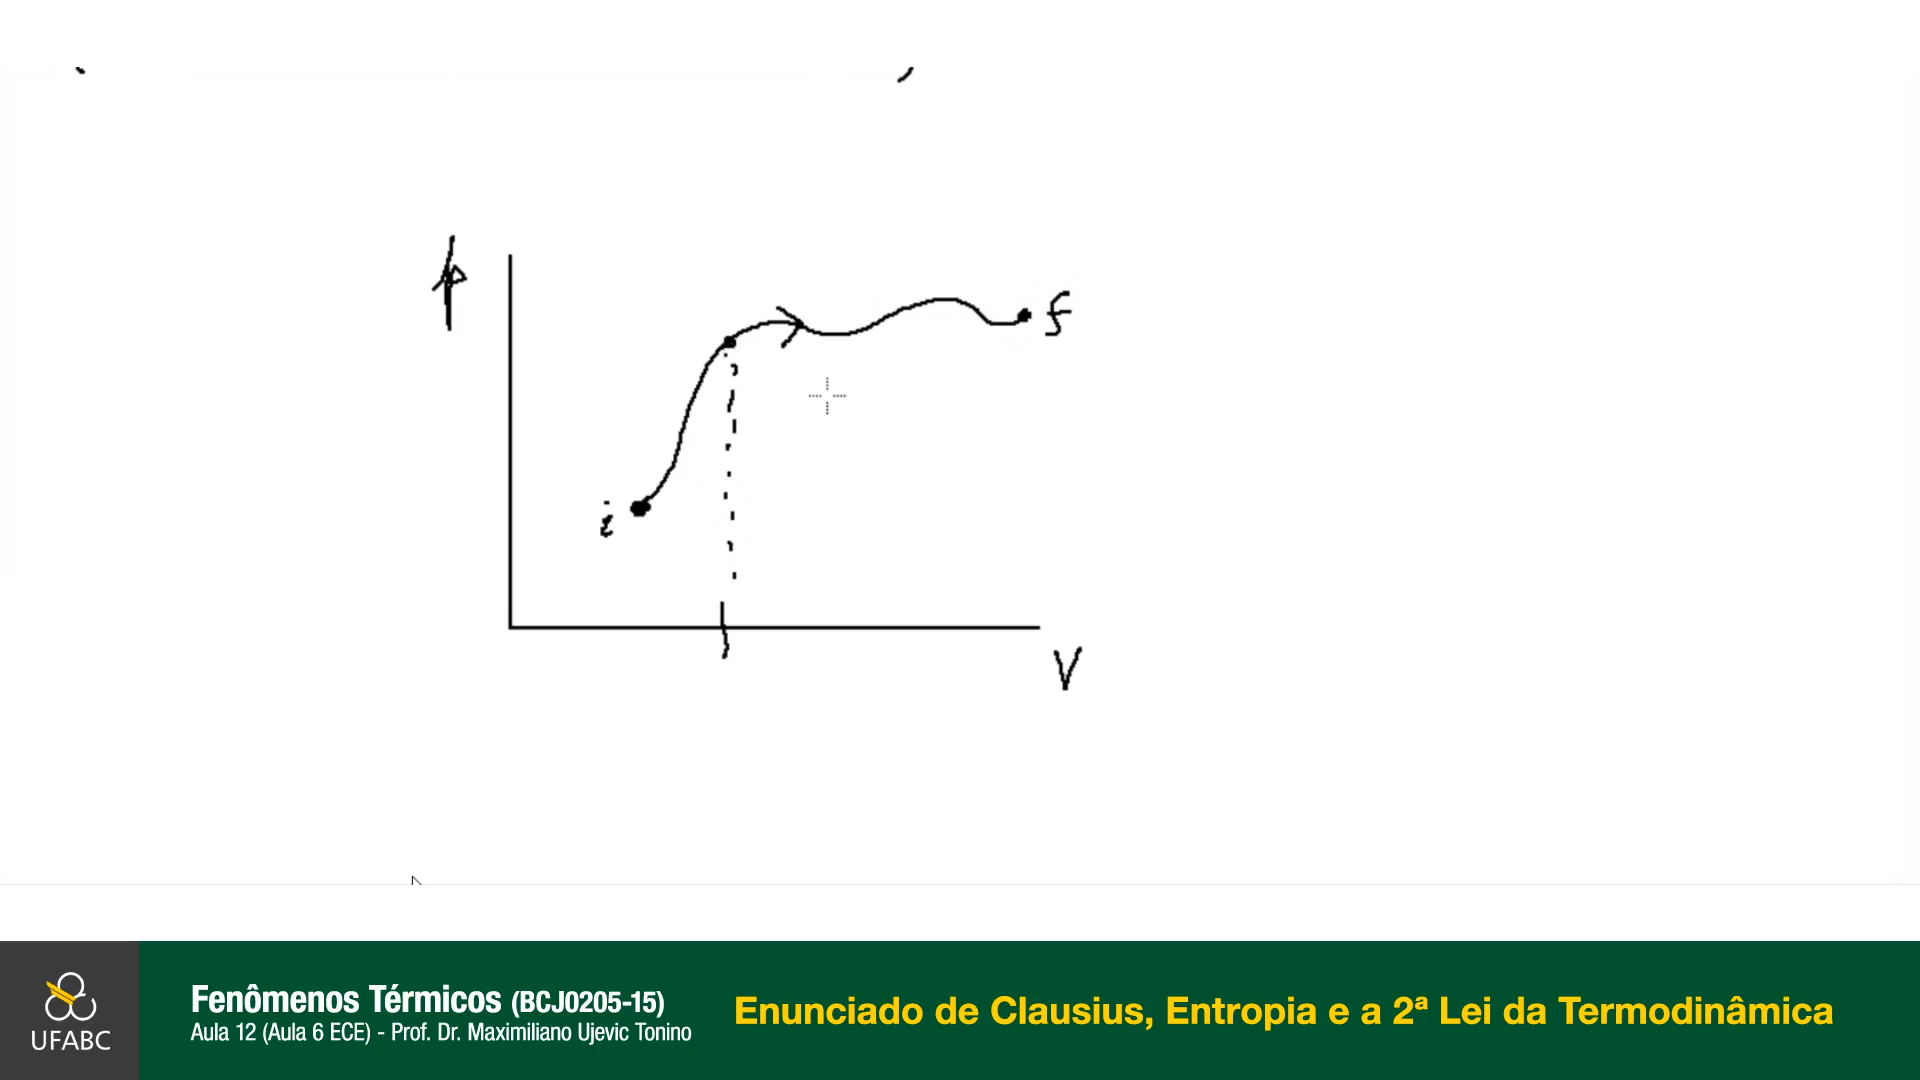 p
f
i
V
UFABC
Fenômenos Térmicos (BCJ0205-15)
Aula 12 (Aula 6 ECE) - Prof. Dr. Maximiliano Ujevic Tonino
Enunciado de Clausius, Entropia e a 2ª Lei da Termodinâmica